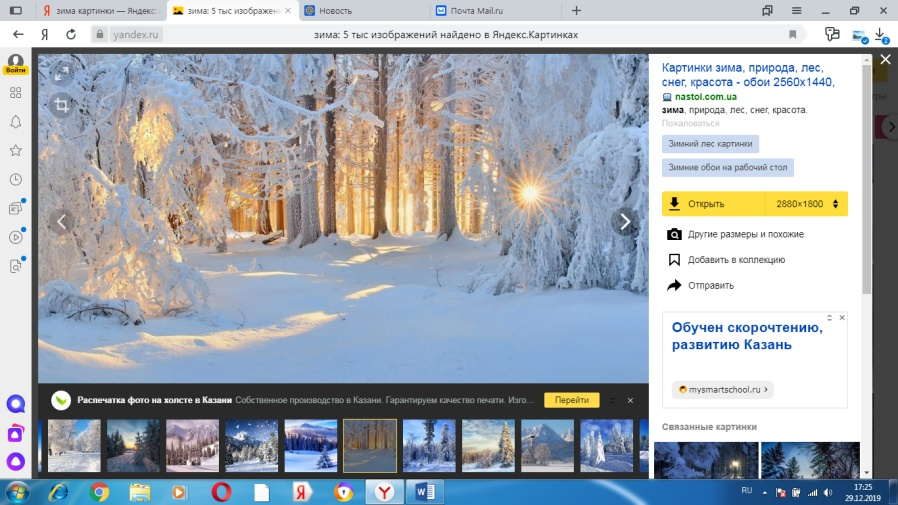 зима картинки — Яндекс
зима: 5 тыс изображен
Новость
Почта Mail.ru
yandex.ru
зима: 5 тыс изображений найдено в Яндекс.Картинках
Войти
Картинки зима, природа, лес,
снег, красота - обои 2560x1440,
nastol.com.ua
зима, природа, лес, снег, красота.
Пожаловаться
Зимний лес картинки
Зимние обои на рабочий стол
Открыть 2880×1800
Другие размеры и похожие
Добавить в коллекцию
Отправить
Обучен скорочтению,
развитию Казань
mysmartschool.ru
Распечатка фото на холсте в Казани Собственное производство в Казани. Гарантируем качество печати. Изго...
Перейти
Связанные картинки
RU
17:25
29.12.2019